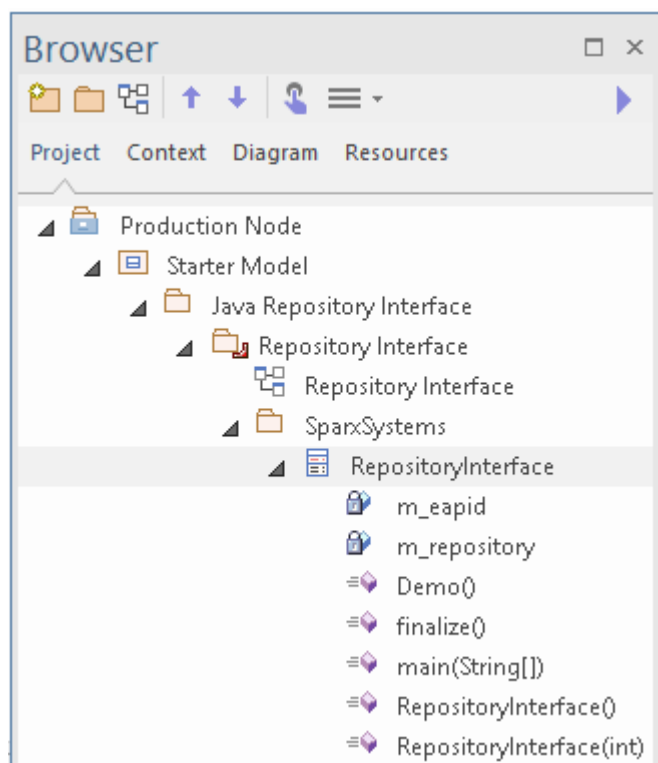 Browser
Project Context Diagram Resources
Production Node
Starter Model
Java Repository Interface
Repository Interface
Repository Interface
SparxSystems
RepositoryInterface
m_eapid
m_repository
Demo()
finalize()
main(String[])
RepositoryInterface()
RepositoryInterface(int)